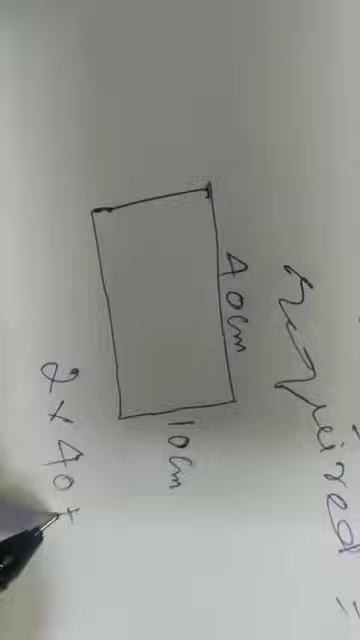 required =
40cm
10cm
2 x 40 +